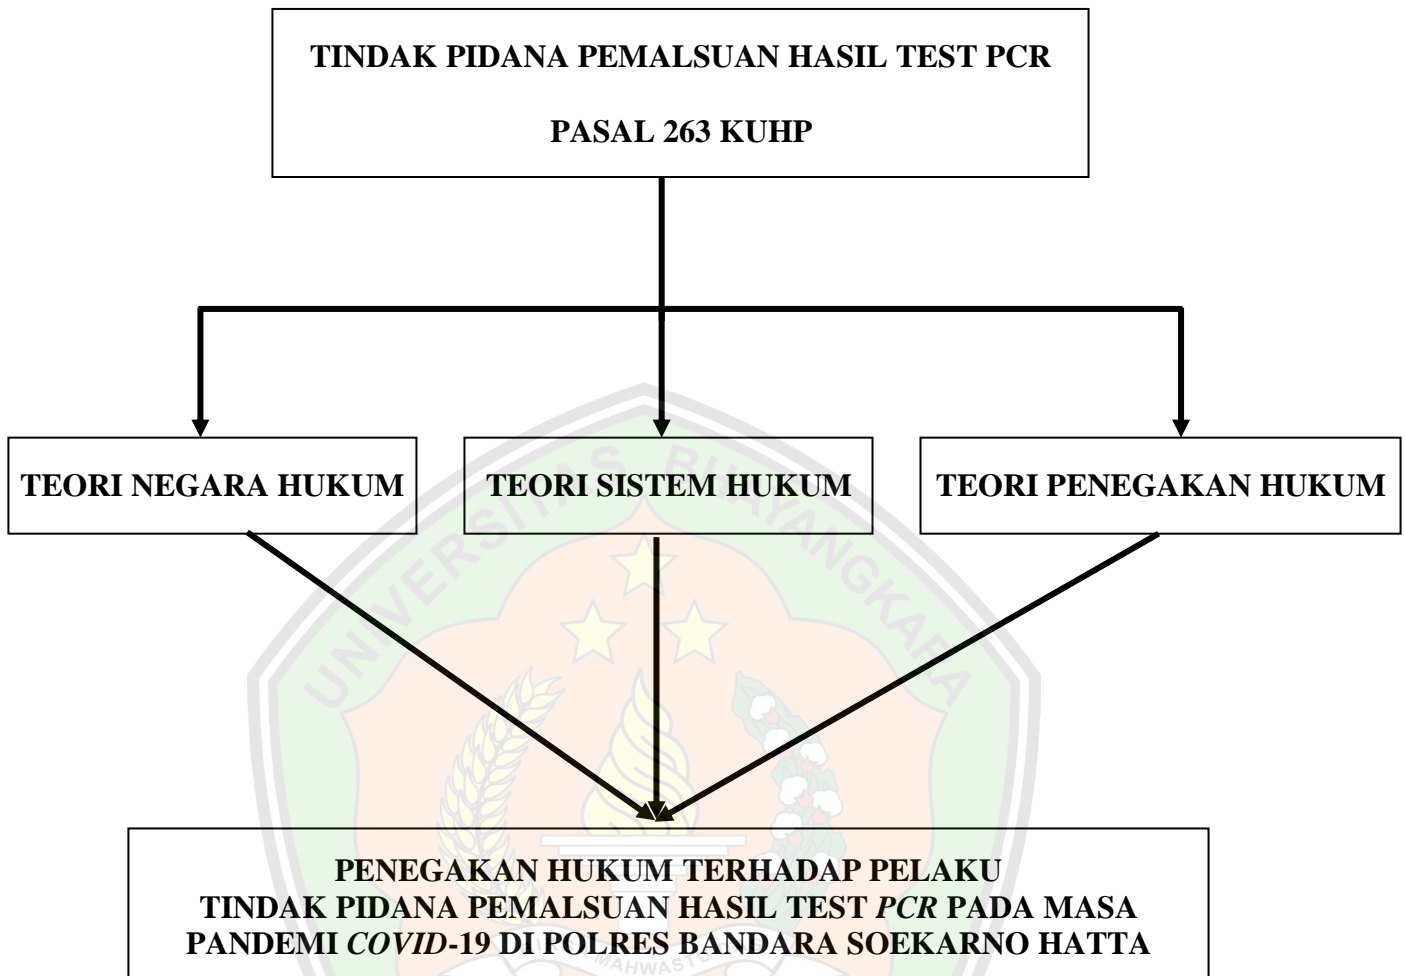 TINDAK PIDANA PEMALSUAN HASIL TEST PCR
PASAL 263 KUHP
TEORI NEGARA HUKUM
TEORI SISTEM HUKUM
TEORI PENEGAKAN HUKUM
UNIVERSITAS BHAYANGKARA
PENEGAKAN HUKUM TERHADAP PELAKU
TINDAK PIDANA PEMALSUAN HASIL TEST PCR PADA MASA
PANDEMI COVID-19 DI POLRES BANDARA SOEKARNO HATTA